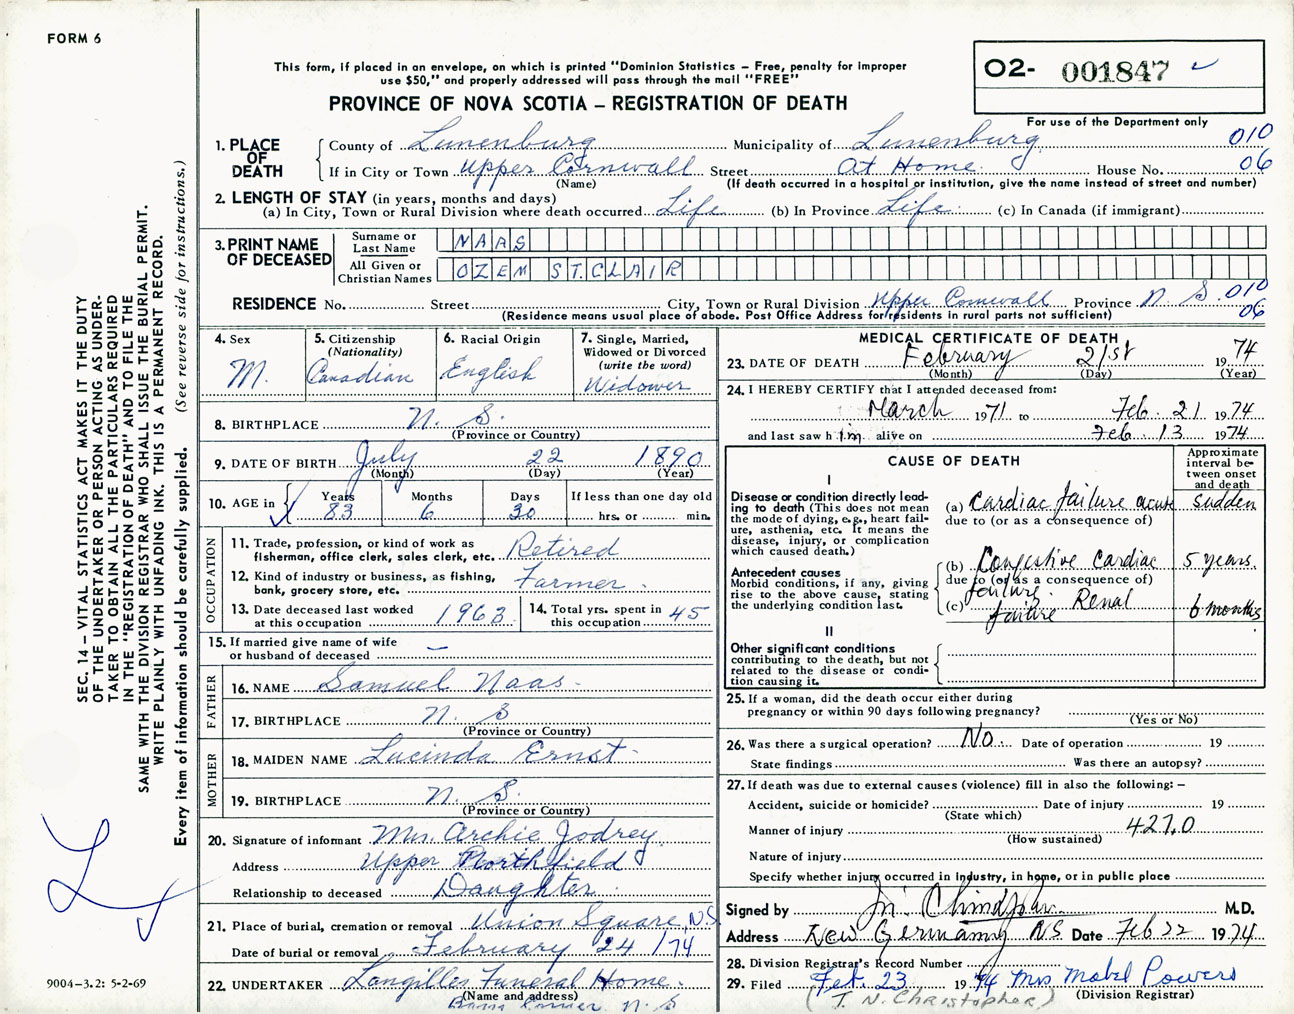 FORM 6
This form, if placed in an envelope, on which is printed "Dominion Statistics – Free, penalty for improper
use $50," and properly addressed will pass through the mail "FREE"
PROVINCE OF NOVA SCOTIA – REGISTRATION OF DEATH
02- 001847
For use of the Department only
1. PLACE OF DEATH
County of Lunenburg Municipality of Lunenburg 010
If in City or Town Upper Cornwall Street At Home House No. 06
(Name) (If death occurred in a hospital or institution, give the name instead of street and number)
2. LENGTH OF STAY (in years, months and days)
(a) In City, Town or Rural Division where death occurred Life (b) In Province Life (c) In Canada (if immigrant)
3. PRINT NAME OF DECEASED
Surname or Last Name NAAS
All Given or Christian Names OZEM ST.CLAIR
RESIDENCE No. Street City, Town or Rural Division Upper Cornwall Province N S. 010
(Residence means usual place of abode. Post Office Address for residents in rural parts not sufficient) 06
4. Sex M.
5. Citizenship (Nationality) Canadian
6. Racial Origin English
7. Single, Married, Widowed or Divorced (write the word) Widower
8. BIRTHPLACE N. S.
(Province or Country)
9. DATE OF BIRTH July 22 1890
(Month) (Day) (Year)
10. AGE in Years 83 Months 6 Days 30 If less than one day old hrs. or min.
OCCUPATION
11. Trade, profession, or kind of work as fisherman, office clerk, sales clerk, etc. Retired
12. Kind of industry or business, as fishing, bank, grocery store, etc. Farmer.
13. Date deceased last worked at this occupation 1963
14. Total yrs. spent in this occupation 45
15. If married give name of wife or husband of deceased —
FATHER
16. NAME Samuel Naas
17. BIRTHPLACE N. S
(Province or Country)
MOTHER
18. MAIDEN NAME Lucinda Ernst
19. BIRTHPLACE N. S.
(Province or Country)
20. Signature of informant Mrs. Archie Jodrey
Address Upper Northfield
Relationship to deceased Daughter
21. Place of burial, cremation or removal Union Square, N.S.
Date of burial or removal February 24 / 74
22. UNDERTAKER Langilles Funeral Home.
(Name and address)
N. S
MEDICAL CERTIFICATE OF DEATH
23. DATE OF DEATH February 21st 1974
(Month) (Day) (Year)
24. I HEREBY CERTIFY that I attended deceased from:
March 1971 to Feb. 21 1974
and last saw him alive on Feb. 13 1974
CAUSE OF DEATH
Approximate interval between onset and death
I
Disease or condition directly leading to death (This does not mean the mode of dying, e.g., heart failure, asthenia, etc. It means the disease, injury, or complication which caused death.)
(a) Cardiac failure acute sudden
due to (or as a consequence of)
Antecedent causes
Morbid conditions, if any, giving rise to the above cause, stating the underlying condition last.
(b) Congestive Cardiac failure. 5 years.
due to (or as a consequence of)
(c) failure Renal 6 months
II
Other significant conditions contributing to the death, but not related to the disease or condition causing it.
25. If a woman, did the death occur either during pregnancy or within 90 days following pregnancy?
(Yes or No)
26. Was there a surgical operation? No. Date of operation 19
State findings Was there an autopsy?
27. If death was due to external causes (violence) fill in also the following: –
Accident, suicide or homicide? Date of injury 19
(State which)
Manner of injury 427.0
(How sustained)
Nature of injury
Specify whether injury occurred in industry, in home, or in public place
Signed by M.D.
Address New Germany N.S Date Feb 22 1974
28. Division Registrar's Record Number
29. Filed Feb. 23 1974 Mrs Mabel Powers
(Division Registrar)
(T. N. Christopher)
SEC. 14 – VITAL STATISTICS ACT MAKES IT THE DUTY
OF THE UNDERTAKER OR PERSON ACTING AS UNDERTAKER TO OBTAIN ALL THE PARTICULARS REQUIRED
IN THE "REGISTRATION OF DEATH" AND TO FILE THE
SAME WITH THE DIVISION REGISTRAR WHO SHALL ISSUE THE BURIAL PERMIT.
WRITE PLAINLY WITH UNFADING INK. THIS IS A PERMANENT RECORD.
Every item of information should be carefully supplied. (See reverse side for instructions.)
9004–3.2: 5-2-69